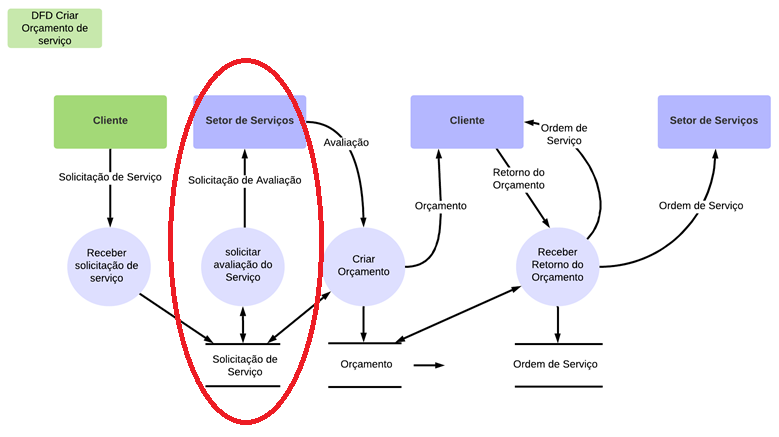 DFD Criar
Orçamento de
serviço
Cliente
Setor de Serviços
Cliente
Setor de Serviços
Avaliação
Ordem de
Serviço
Solicitação de Serviço
Solicitação de Avaliação
Retorno do
Orçamento
Orçamento
Ordem de Serviço
Receber
solicitação de
serviço
solicitar
avaliação do
Serviço
Criar
Orçamento
Receber
Retorno do
Orçamento
Solicitação de
Serviço
Orçamento
Ordem de Serviço